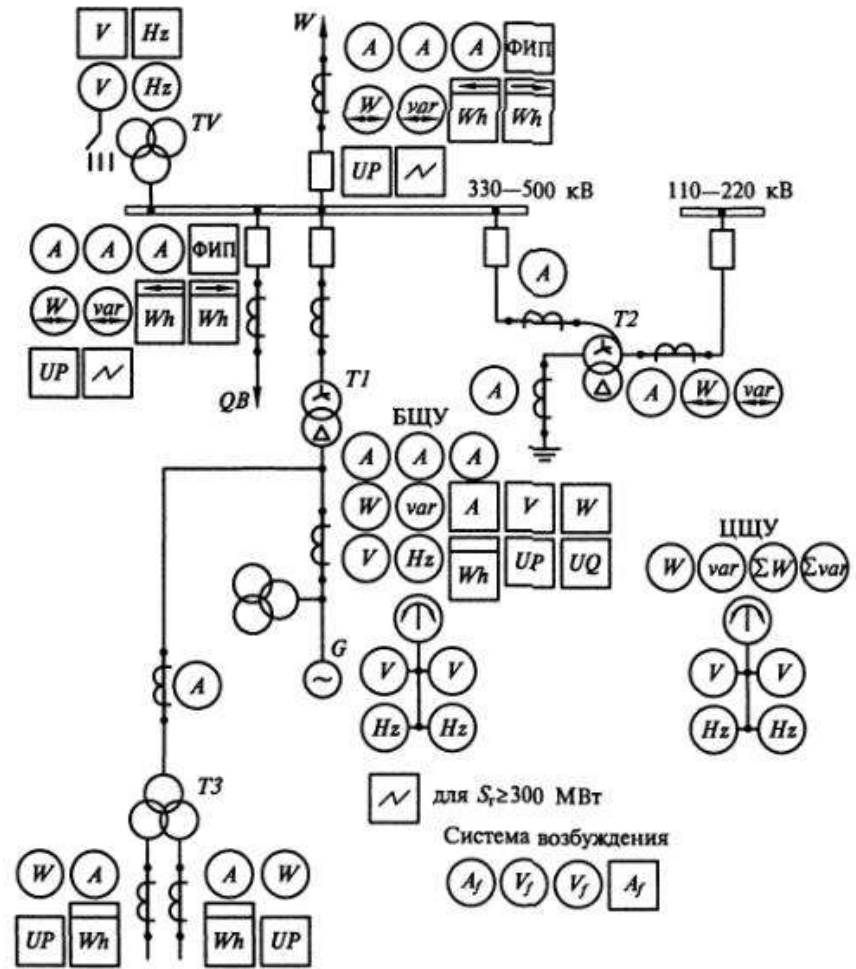 V Hz
V Hz
TV
W
A A A ФИП
W var Wh Wh
UP
330—500 кВ
110—220 кВ
A A A ФИП
W var Wh Wh
UP
QB
T1
A
T2
A
A W var
БЩУ
A A A
W var A V W
V Hz Wh UP UQ
ЦЩУ
W var ΣW Σvar
G
V V
Hz Hz
V V
Hz Hz
A
T3
для Sг≥300 МВт
Система возбуждения
Af Vf Vf Af
W A
A W
UP Wh
Wh UP